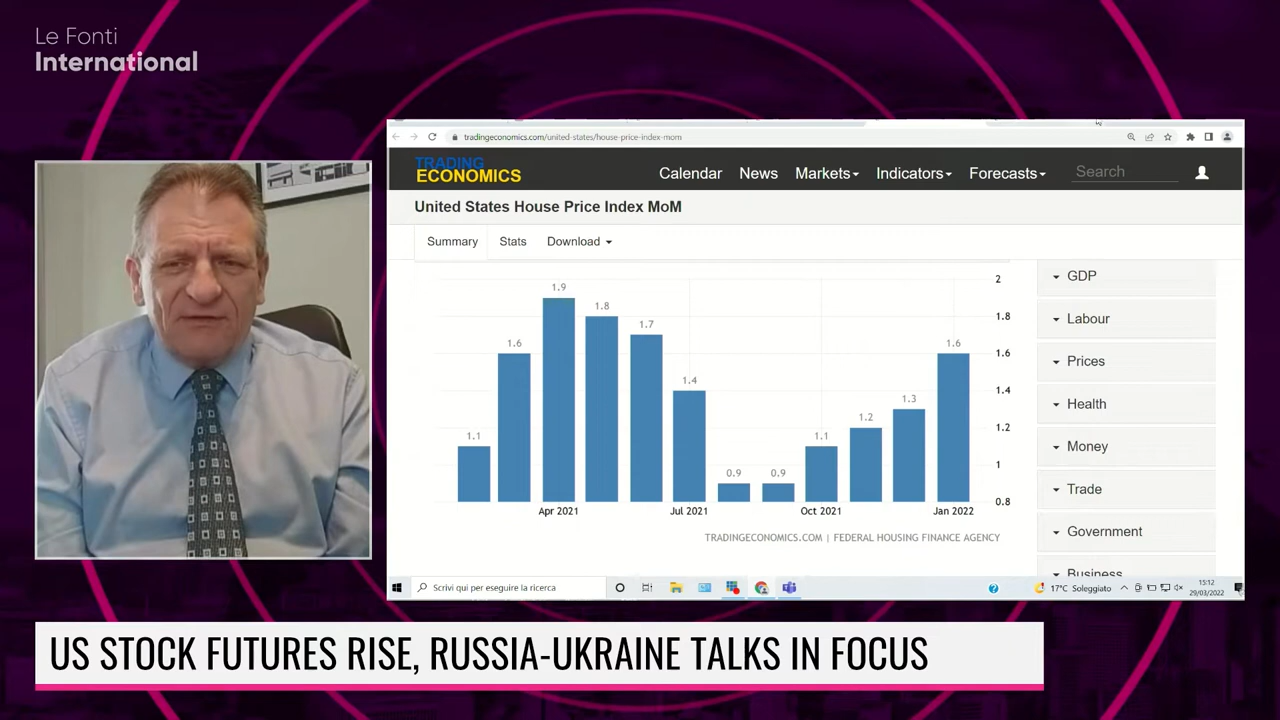 Le Fonti
International
tradingeconomics.com/united-states/house-price-index-mom
TRADING
ECONOMICS
Calendar News Markets Indicators Forecasts Search
United States House Price Index MoM
Summary Stats Download
1.1
1.6
1.9
1.8
1.7
1.4
0.9
0.9
1.1
1.2
1.3
1.6
2
1.8
1.6
1.4
1.2
1
0.8
Apr 2021 Jul 2021 Oct 2021 Jan 2022
TRADINGECONOMICS.COM | FEDERAL HOUSING FINANCE AGENCY
GDP
Labour
Prices
Health
Money
Trade
Government
Business
Scrivi qui per eseguire la ricerca
17°C Soleggiato
15:12
29/03/2022
US STOCK FUTURES RISE, RUSSIA-UKRAINE TALKS IN FOCUS